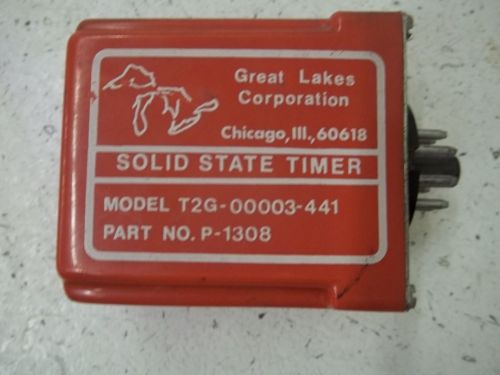 Great Lakes
Corporation
Chicago, Ill., 60618
SOLID STATE TIMER
MODEL T2G-00003-441
PART NO. P-1308